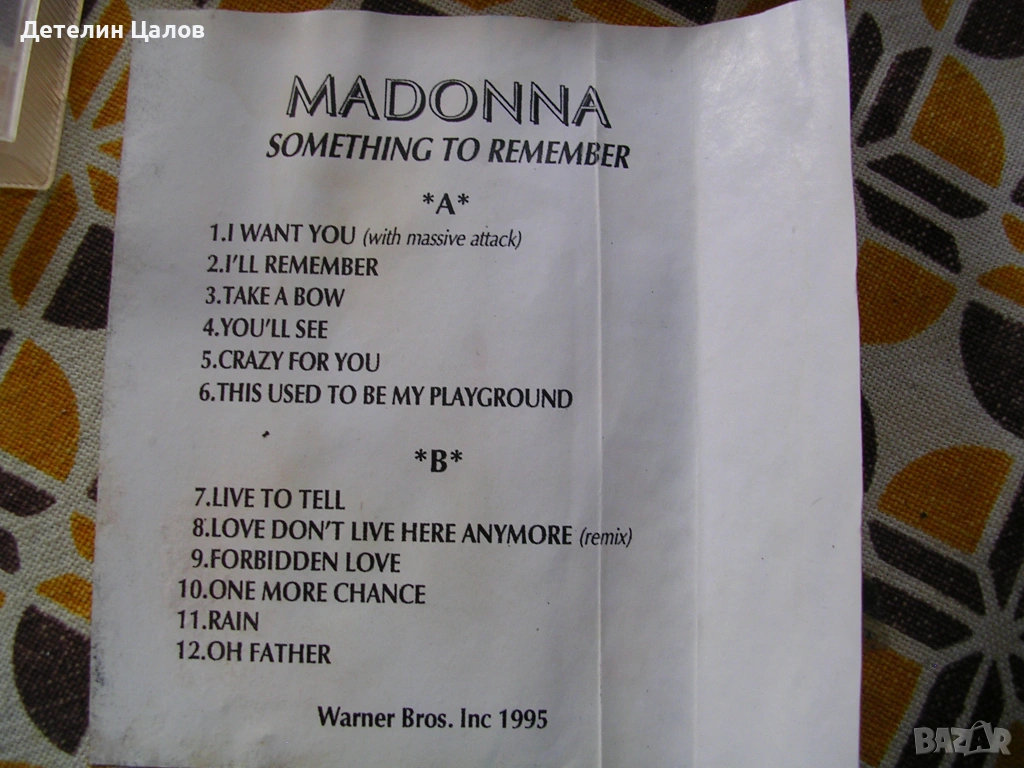 Детелин Цалов
MADONNA
SOMETHING TO REMEMBER
*A*
1.I WANT YOU (with massive attack)
2.I'LL REMEMBER
3.TAKE A BOW
4.YOU'LL SEE
5.CRAZY FOR YOU
6.THIS USED TO BE MY PLAYGROUND
*B*
7.LIVE TO TELL
8.LOVE DON'T LIVE HERE ANYMORE (remix)
9.FORBIDDEN LOVE
10.ONE MORE CHANCE
11.RAIN
12.OH FATHER
Warner Bros. Inc 1995
BAZAR